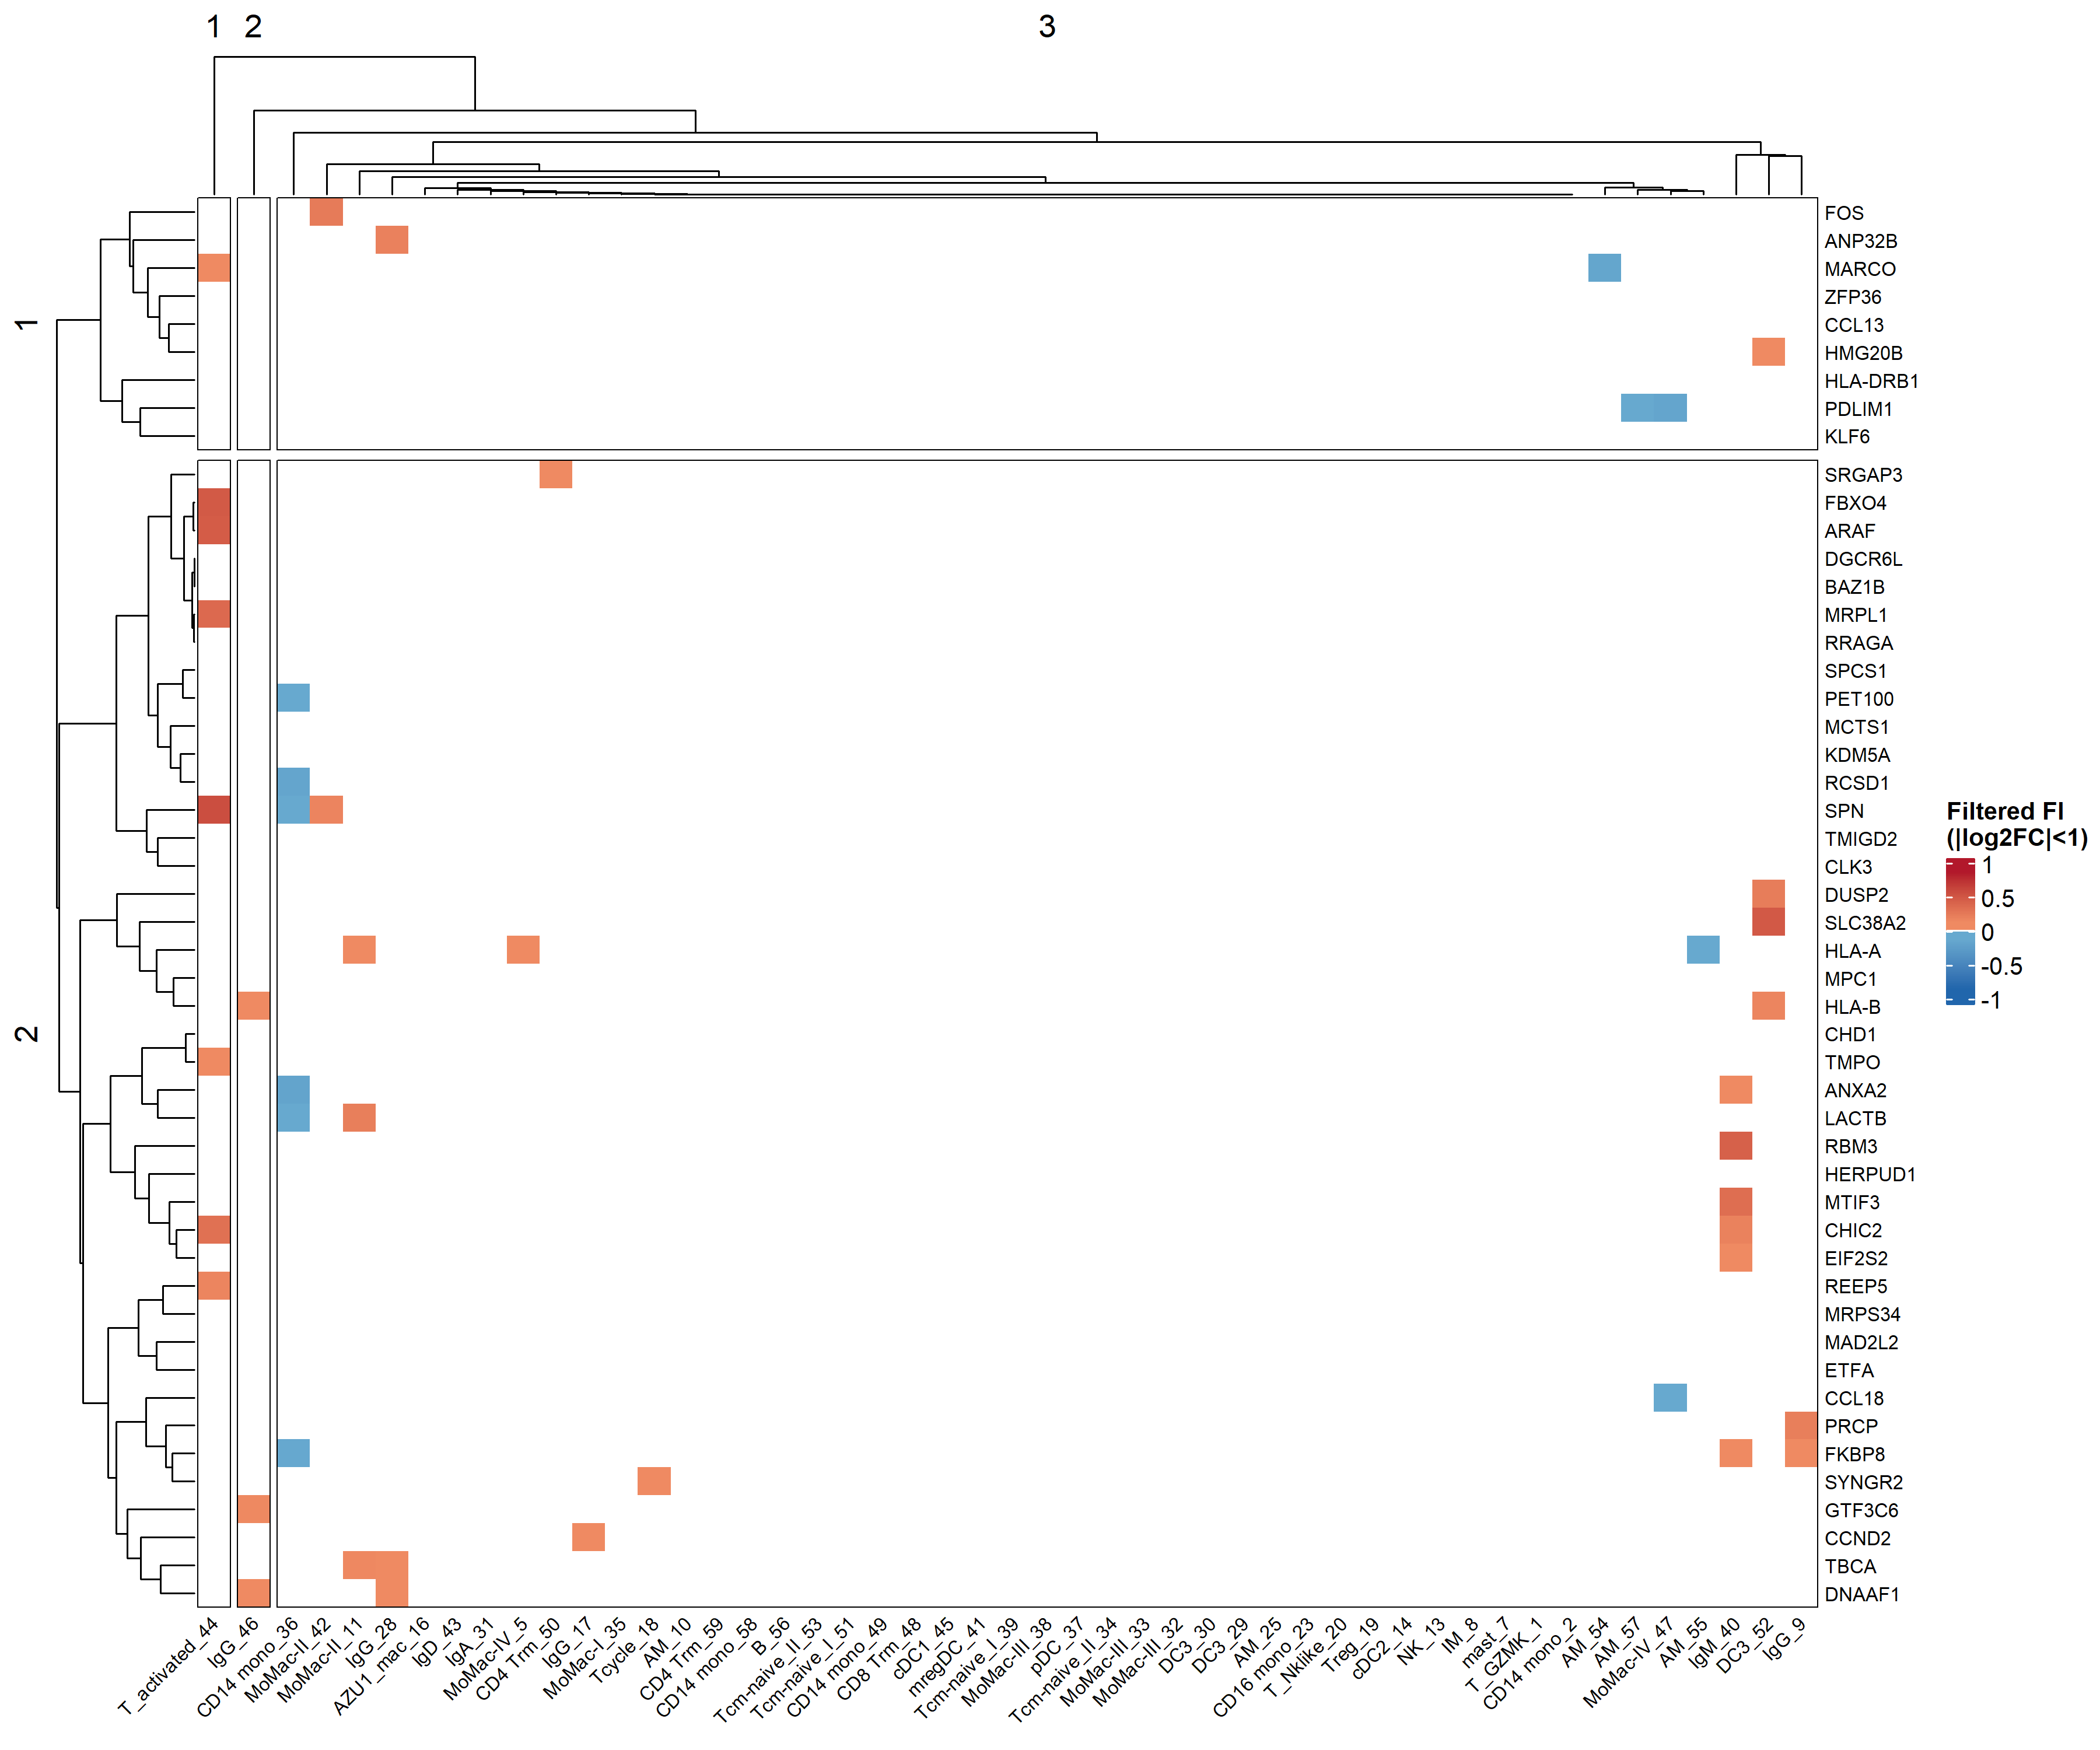 1 2 3
1
2
FOS
ANP32B
MARCO
ZFP36
CCL13
HMG20B
HLA-DRB1
PDLIM1
KLF6
SRGAP3
FBXO4
ARAF
DGCR6L
BAZ1B
MRPL1
RRAGA
SPCS1
PET100
MCTS1
KDM5A
RCSD1
SPN
TMIGD2
CLK3
DUSP2
SLC38A2
HLA-A
MPC1
HLA-B
CHD1
TMPO
ANXA2
LACTB
RBM3
HERPUD1
MTIF3
CHIC2
EIF2S2
REEP5
MRPS34
MAD2L2
ETFA
CCL18
PRCP
FKBP8
SYNGR2
GTF3C6
CCND2
TBCA
DNAAF1
Filtered FI
(|log2FC|<1)
1
0.5
0
-0.5
-1
T_activated_44
IgG_46
CD14 mono_36
MoMac-II_42
MoMac-II_11
IgG_28
AZU1_mac_16
IgD_43
IgA_31
MoMac-IV_5
CD4 Trm_50
IgG_17
MoMac-I_35
Tcycle_18
AM_10
CD4 Trm_59
CD14 mono_58
B_56
Tcm-naive_II_53
Tcm-naive_I_51
CD14 mono_49
CD8 Trm_48
cDC1_45
mregDC_41
Tcm-naive_I_39
MoMac-III_38
pDC_37
Tcm-naive_II_34
MoMac-III_33
MoMac-III_32
DC3_30
DC3_29
AM_25
CD16 mono_23
T_Nklike_20
Treg_19
cDC2_14
NK_13
IM_8
mast_7
T_GZMK_1
CD14 mono_2
AM_54
AM_57
MoMac-IV_47
AM_55
IgM_40
DC3_52
IgG_9